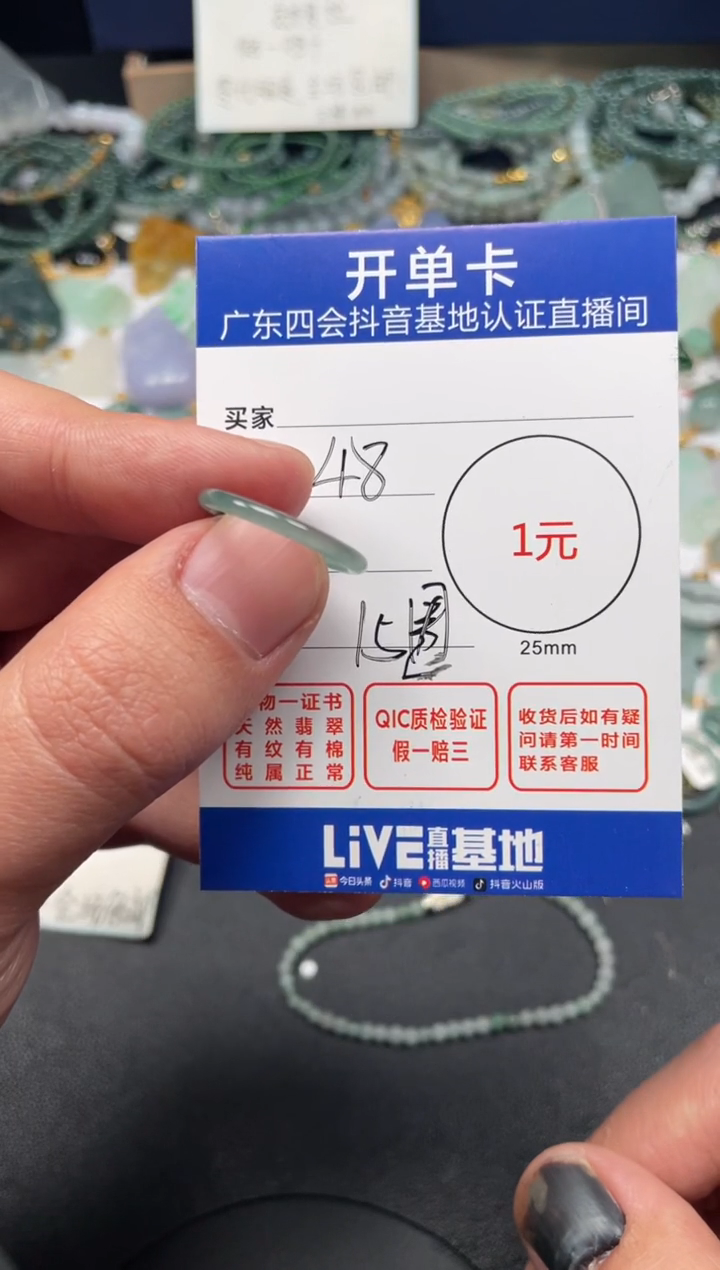 开单卡
广东四会抖音基地认证直播间
买家
48
1元
15圈
25mm
物一证书
天然翡翠
有纹有棉
纯属正常
QIC质检验证
假一赔三
收货后如有疑
问请第一时间
联系客服
LiVE直播基地
今日头条 抖音 西瓜视频 抖音火山版